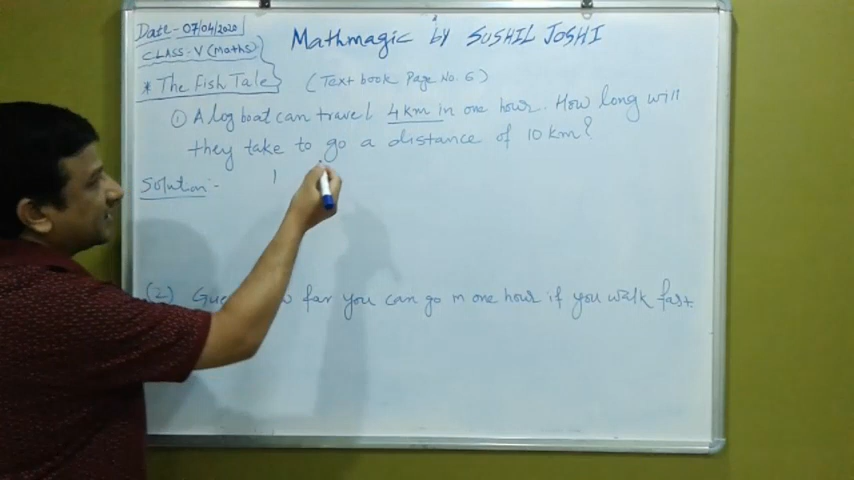 Date - 07/04/2020
Mathmagic by SUSHIL JOSHI
CLASS-V (Maths)
* The Fish Tale (Text book Page No. 6)
① A log boat can travel 4 km in one hour. How long will
they take to go a distance of 10 km?
Solution:-
1
(2) far you can go in one hour if you walk fast.